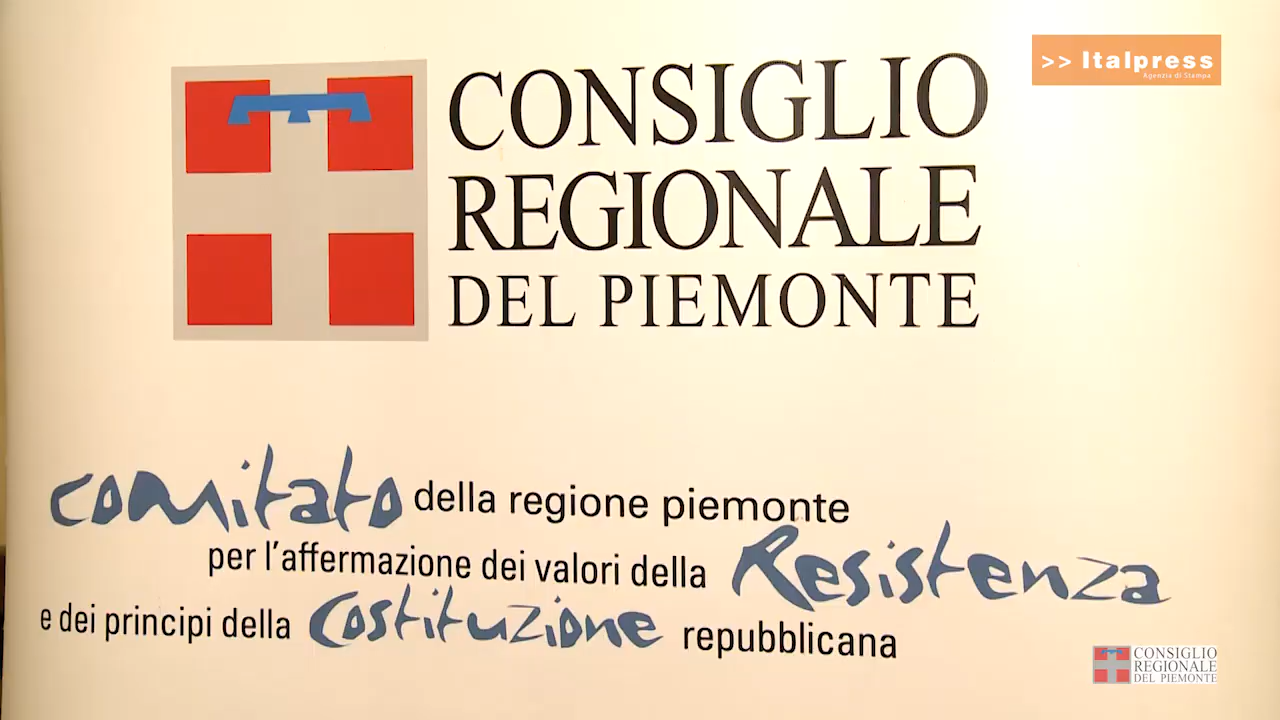 >> Italpress
Agenzia di Stampa
CONSIGLIO
REGIONALE
DEL PIEMONTE
comitato della regione piemonte
per l'affermazione dei valori della Resistenza
e dei principi della Costituzione repubblicana
CONSIGLIO
REGIONALE
DEL PIEMONTE